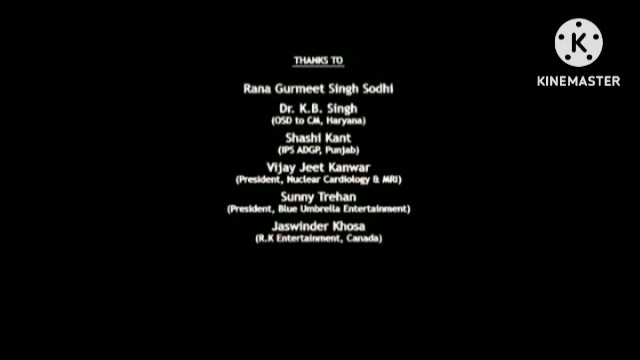 THANKS TO
Rana Gurmeet Singh Sodhi
Dr. K.B. Singh
(OSD to CM, Haryana)
Shashi Kant
(IPS ADGP, Punjab)
Vijay Jeet Kanwar
(President, Nuclear Cardiology & MRI)
Sunny Trehan
(President, Blue Umbrella Entertainment)
Jaswinder Khosa
(R.K Entertainment, Canada)
K
KINEMASTER